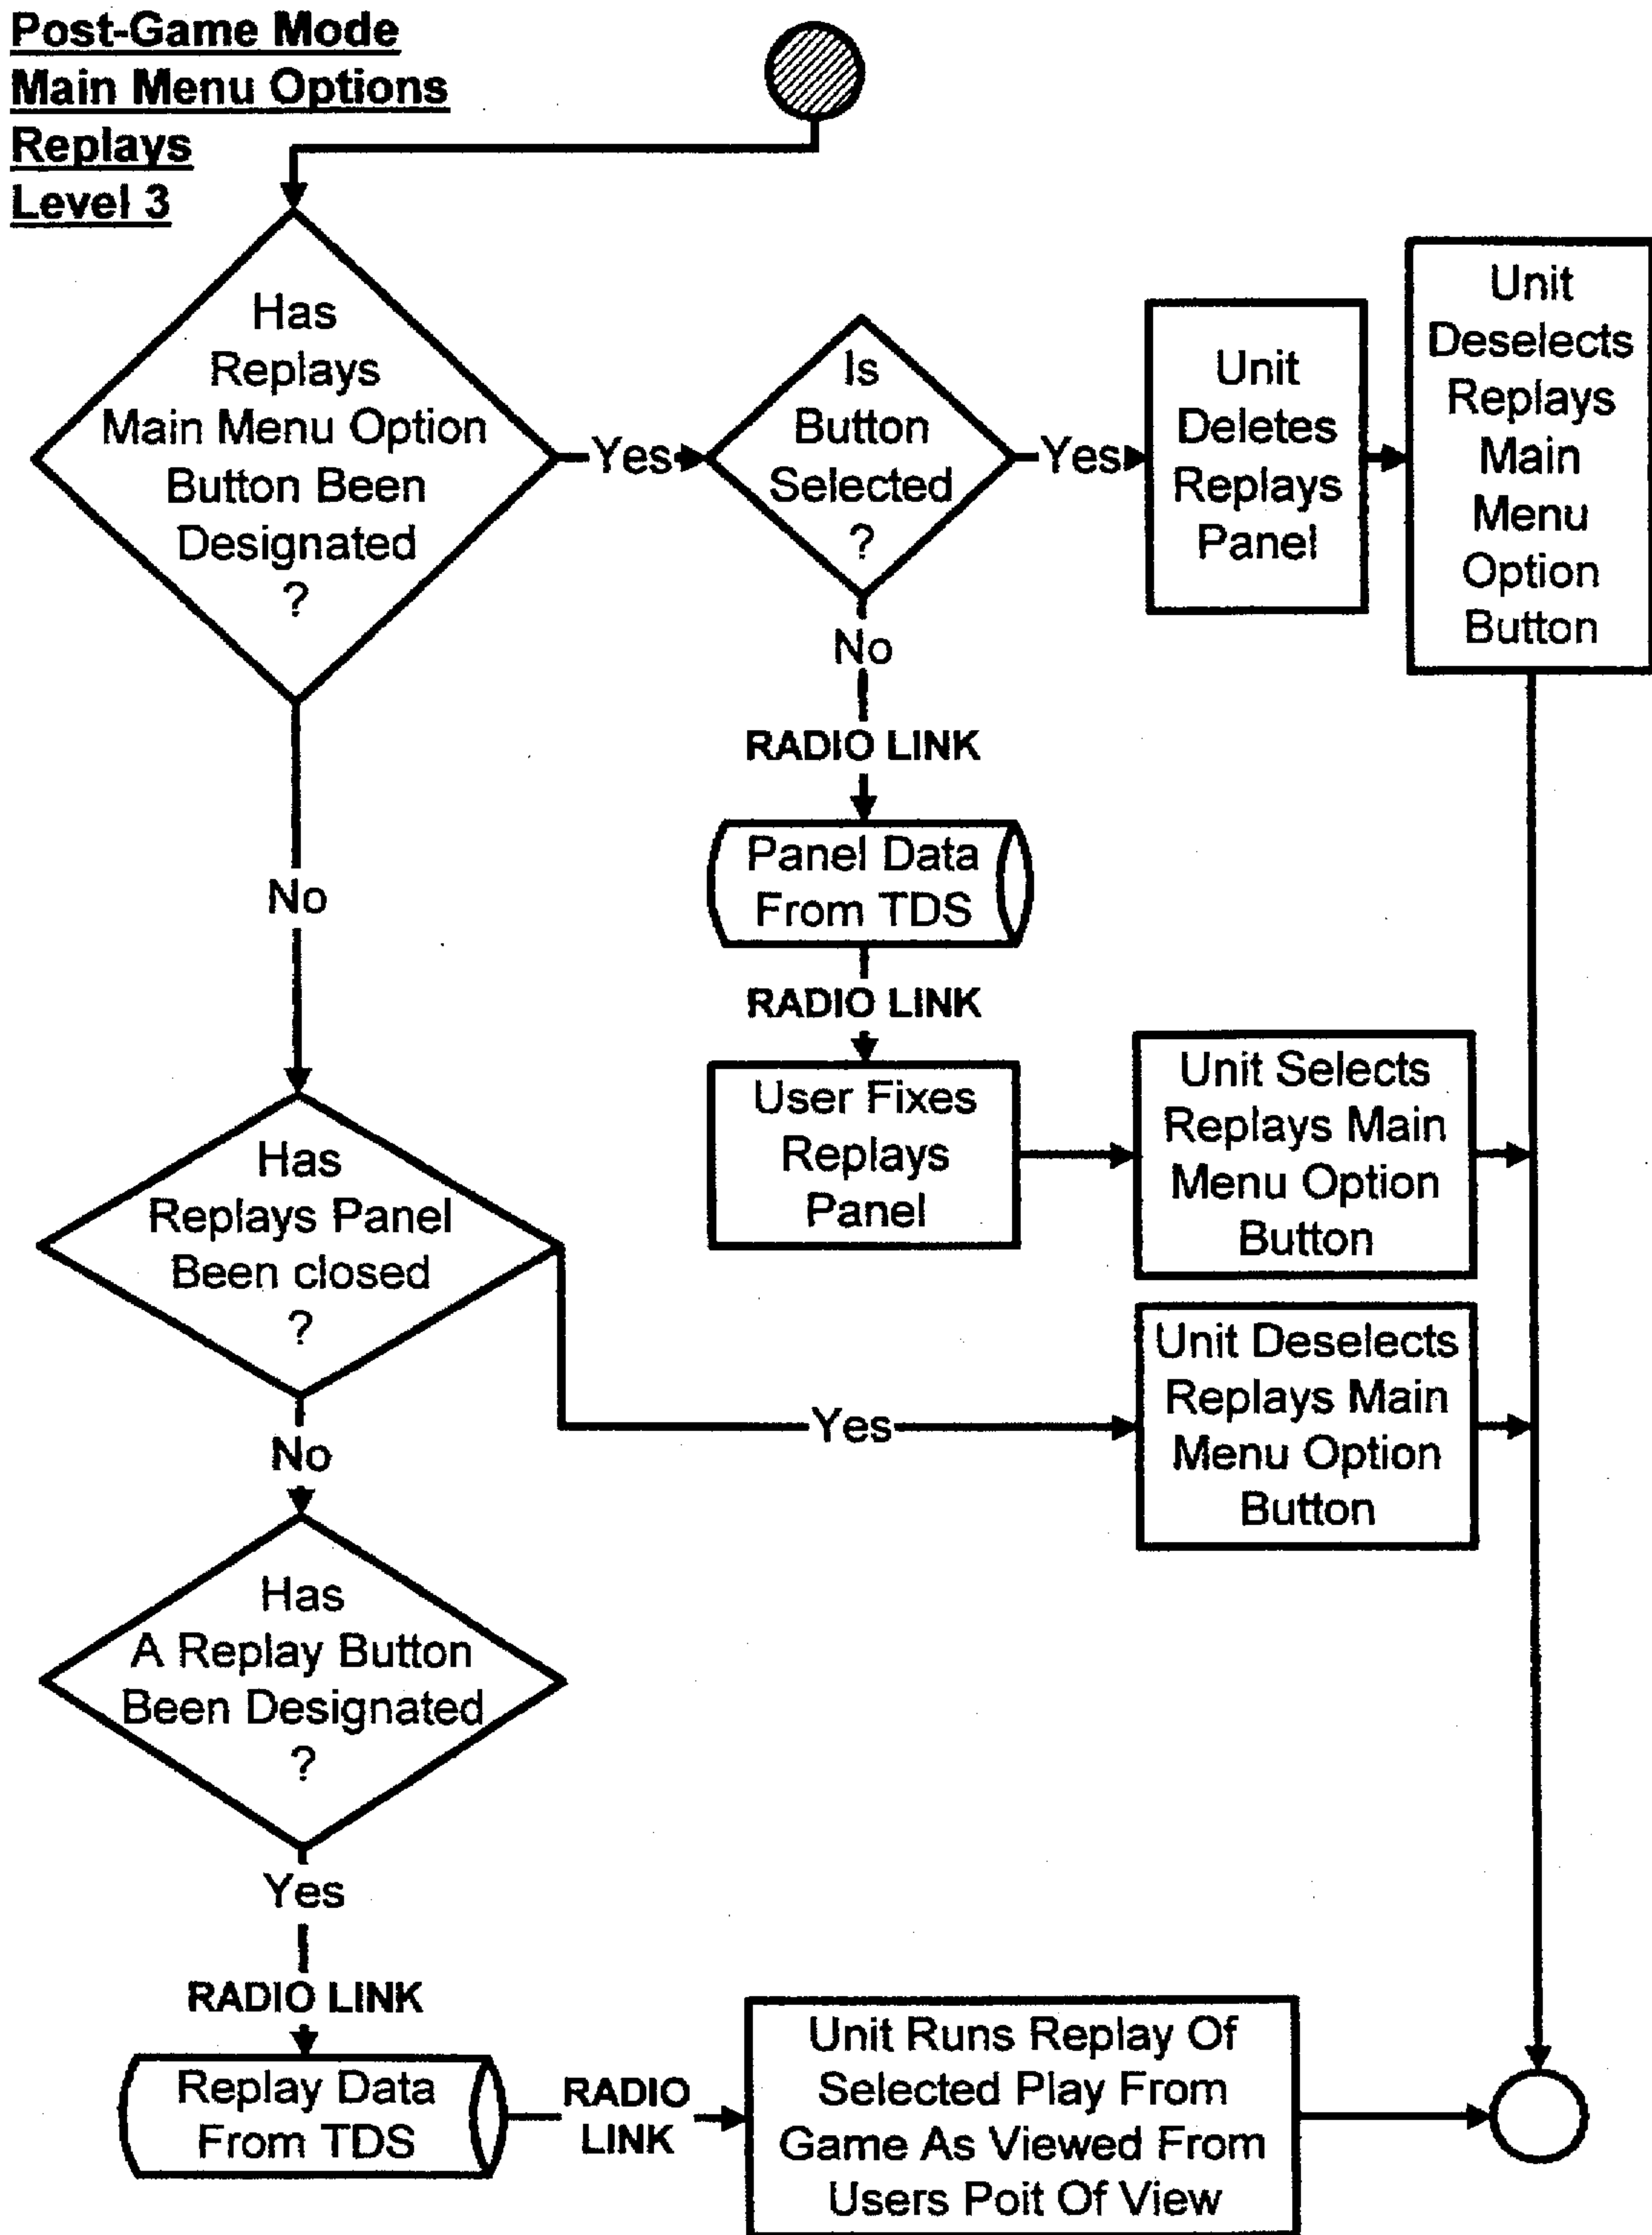 Post-Game Mode
Main Menu Options
Replays
Level 3
Has
Replays
Main Menu Option
Button Been
Designated
?
Yes
Is
Button
Selected
?
Yes
Unit
Deletes
Replays
Panel
Unit
Deselects
Replays
Main
Menu
Option
Button
No
RADIO LINK
Panel Data
From TDS
RADIO LINK
User Fixes
Replays
Panel
Unit Selects
Replays Main
Menu Option
Button
No
Has
Replays Panel
Been closed
?
Yes
Unit Deselects
Replays Main
Menu Option
Button
No
Has
A Replay Button
Been Designated
?
Yes
RADIO LINK
Replay Data
From TDS
RADIO
LINK
Unit Runs Replay Of
Selected Play From
Game As Viewed From
Users Poit Of View